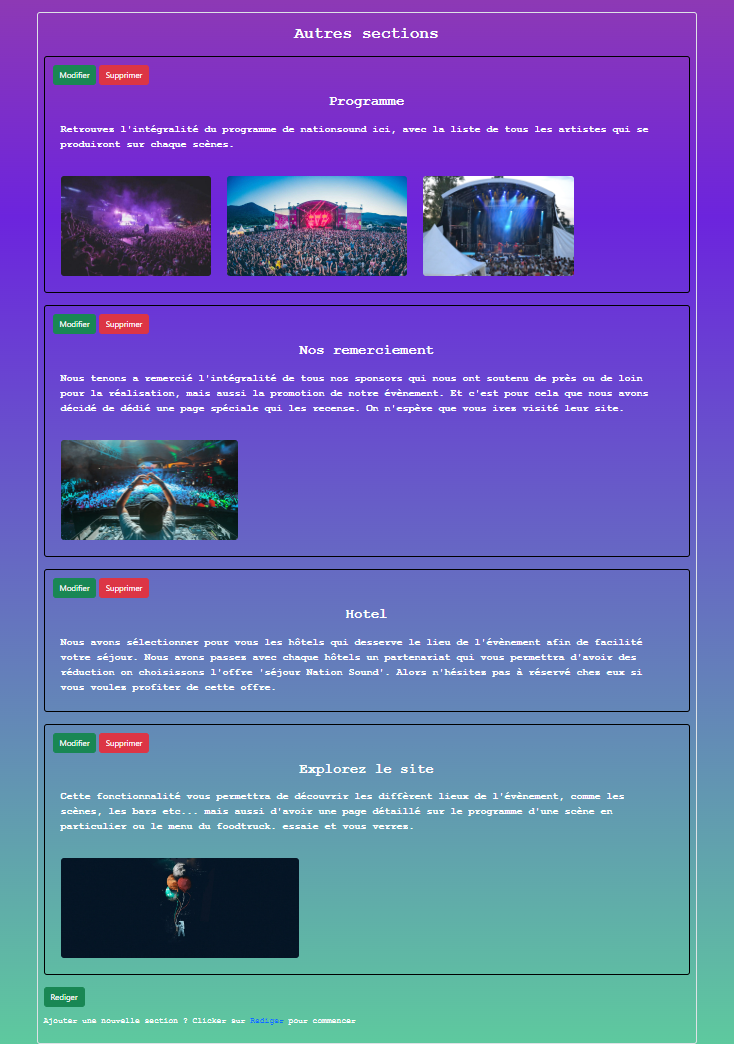 Autres sections
Modifier Supprimer
Programme
Retrouvez l'intégralité du programme de nationsound ici, avec la liste de tous les artistes qui se
produiront sur chaque scènes.
Modifier Supprimer
Nos remerciement
Nous tenons a remercié l'intégralité de tous nos sponsors qui nous ont soutenu de près ou de loin
pour la réalisation, mais aussi la promotion de notre évènement. Et c'est pour cela que nous avons
décidé de dédié une page spéciale qui les recense. On n'espère que vous irez visité leur site.
Modifier Supprimer
Hotel
Nous avons sélectionner pour vous les hôtels qui desserve le lieu de l'évènement afin de facilité
votre séjour. Nous avons passez avec chaque hôtels un partenariat qui vous permettra d'avoir des
réduction on choisissons l'offre 'séjour Nation Sound'. Alors n'hésitez pas à réservé chez eux si
vous voulez profiter de cette offre.
Modifier Supprimer
Explorez le site
Cette fonctionnalité vous permettra de découvrir les diffèrent lieux de l'évènement, comme les
scènes, les bars etc... mais aussi d'avoir une page détaillé sur le programme d'une scène en
particulier ou le menu du foodtruck. essaie et vous verrez.
Rediger
Ajouter une nouvelle section ? Clicker sur Rediger pour commencer